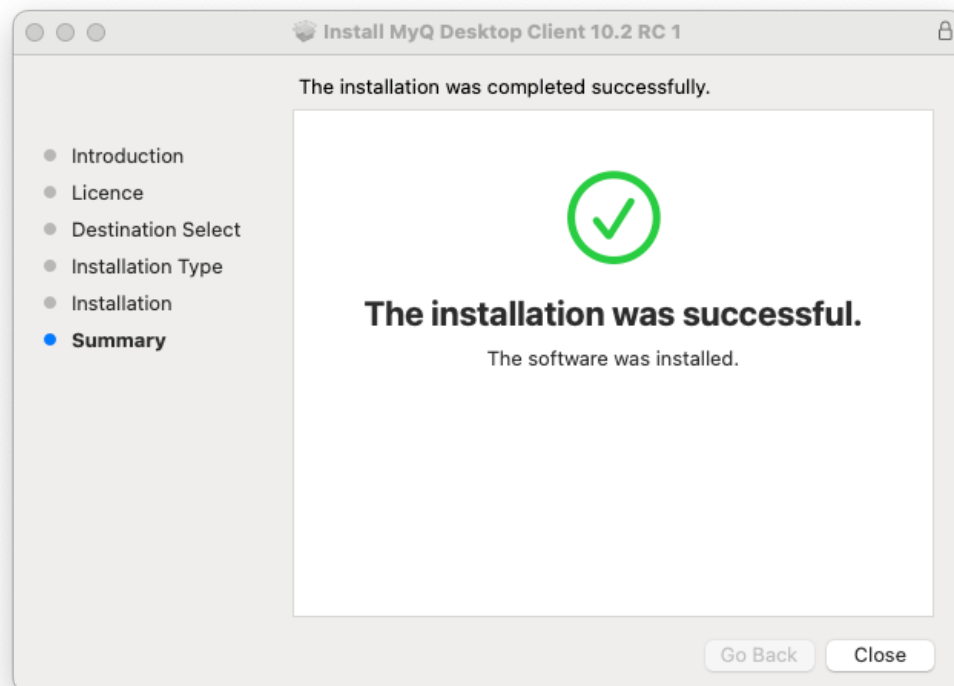 Install MyQ Desktop Client 10.2 RC 1
The installation was completed successfully.
Introduction
Licence
Destination Select
Installation Type
Installation
Summary
The installation was successful.
The software was installed.
Go Back
Close